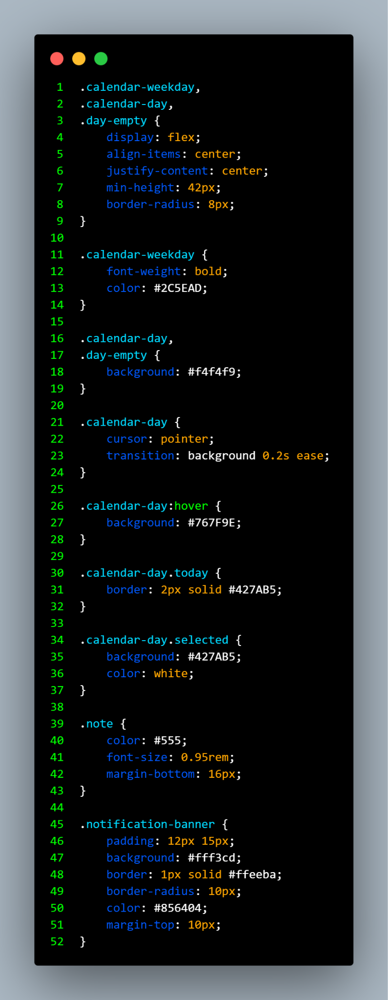 1 .calendar-weekday,
2 .calendar-day,
3 .day-empty {
4     display: flex;
5     align-items: center;
6     justify-content: center;
7     min-height: 42px;
8     border-radius: 8px;
9 }
10
11 .calendar-weekday {
12     font-weight: bold;
13     color: #2C5EAD;
14 }
15
16 .calendar-day,
17 .day-empty {
18     background: #f4f4f9;
19 }
20
21 .calendar-day {
22     cursor: pointer;
23     transition: background 0.2s ease;
24 }
25
26 .calendar-day:hover {
27     background: #767F9E;
28 }
29
30 .calendar-day.today {
31     border: 2px solid #427AB5;
32 }
33
34 .calendar-day.selected {
35     background: #427AB5;
36     color: white;
37 }
38
39 .note {
40     color: #555;
41     font-size: 0.95rem;
42     margin-bottom: 16px;
43 }
44
45 .notification-banner {
46     padding: 12px 15px;
47     background: #fff3cd;
48     border: 1px solid #ffeeba;
49     border-radius: 10px;
50     color: #856404;
51     margin-top: 10px;
52 }